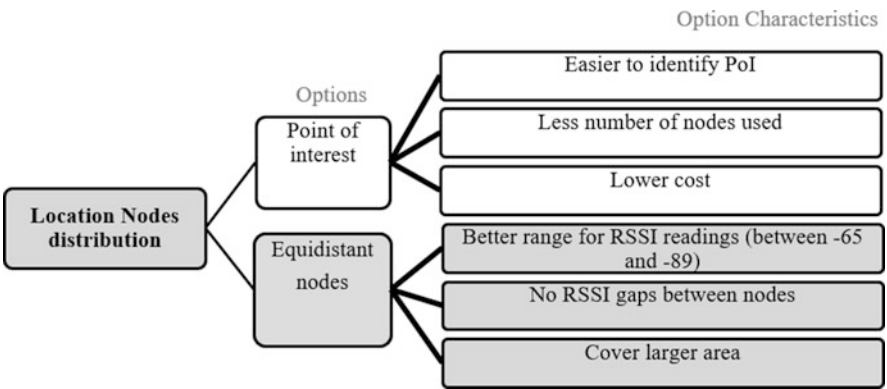 Option Characteristics
Options
Location Nodes
distribution
Point of
interest
Easier to identify PoI
Less number of nodes used
Lower cost
Equidistant
nodes
Better range for RSSI readings (between -65
and -89)
No RSSI gaps between nodes
Cover larger area